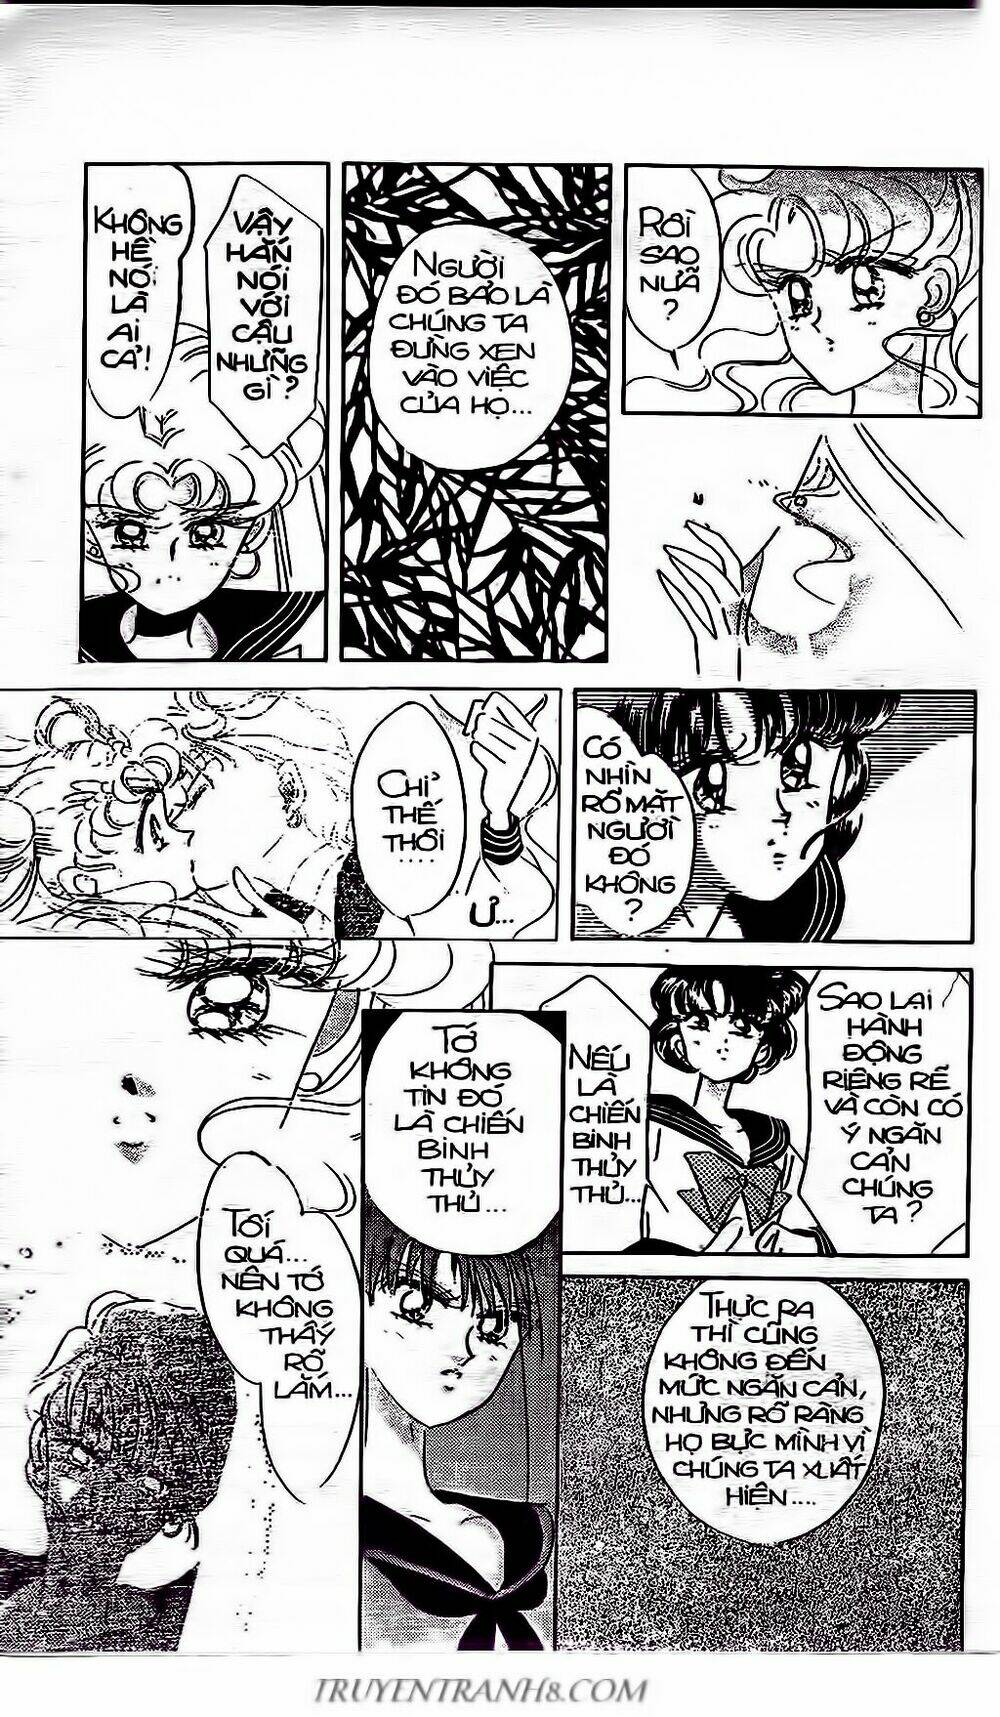 RỒI
SAO
NỮA
?
NGƯỜI
ĐÓ BẢO LÀ
CHÚNG TA
ĐỪNG XEN
VÀO VIỆC
CỦA HỌ...
VẬY
HẮN
NÓI
VỚI
CẬU
NHỮNG
GÌ?
KHÔNG
HỀ
NÓI
LÀ
AI
CẢ!
CÓ
NHÌN
RÕ MẶT
NGƯỜI
ĐÓ
KHÔNG
?
Ư...
CHỈ
THẾ
THÔI
....
SAO LẠI
HÀNH
ĐỘNG
RIÊNG RẼ
VÀ CÒN CÓ
Ý NGĂN
CẢN
CHÚNG
TA?
NẾU
LÀ
CHIẾN
BINH
THỦY
THỦ...
TỚ
KHÔNG
TIN ĐÓ
LÀ CHIẾN
BINH
THỦY
THỦ...
TỐI
QUÁ...
NÊN TỚ
KHÔNG
THẤY
RÕ
LẮM...
THỰC RA
THÌ CŨNG
KHÔNG ĐẾN
MỨC NGĂN CẢN,
NHƯNG RÕ RÀNG
HỌ BỰC MÌNH VÌ
CHÚNG TA XUẤT
HIỆN....
TRUYENTRANH8.COM